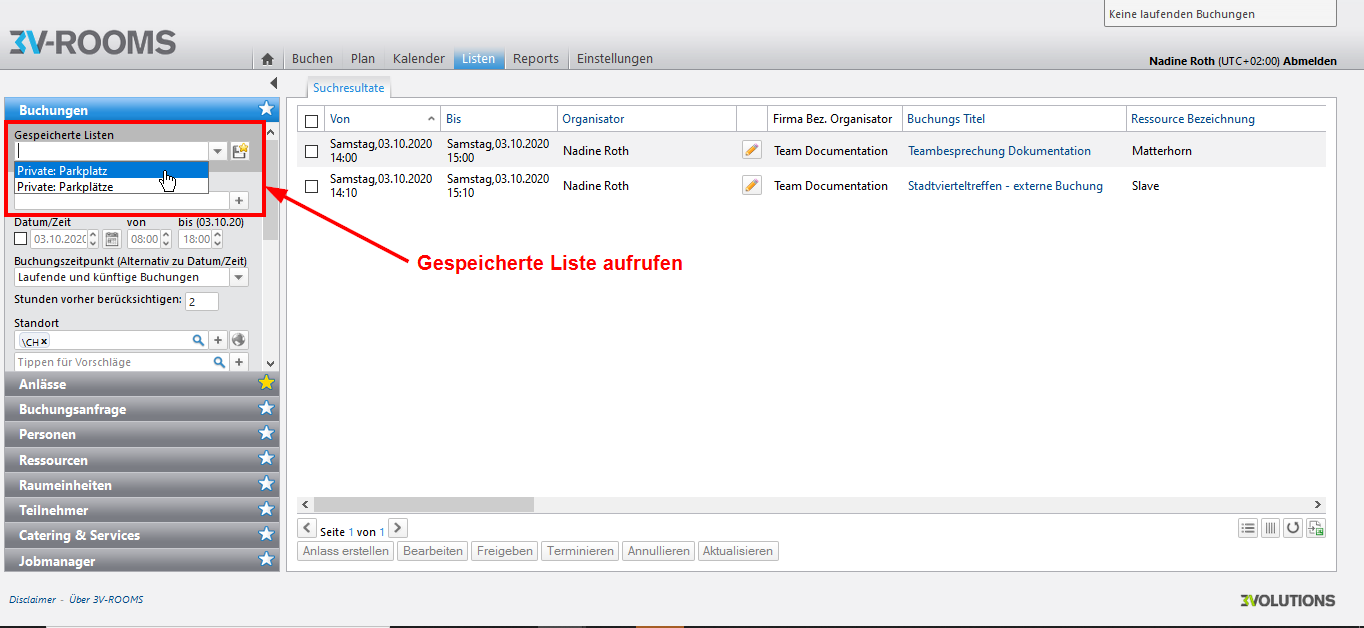 Keine laufenden Buchungen
3V-ROOMS
Buchen Plan Kalender Listen Reports Einstellungen
Nadine Roth (UTC+02:00) Abmelden
Suchresultate
Buchungen
Gespeicherte Listen
Private: Parkplatz
Private: Parkplätze
Datum/Zeit von bis (03.10.20)
03.10.202 08:00 18:00
Buchungszeitpunkt (Alternativ zu Datum/Zeit)
Laufende und künftige Buchungen
Stunden vorher berücksichtigen: 2
Standort
\CH x
Tippen für Vorschläge
Anlässe
Buchungsanfrage
Personen
Ressourcen
Raumeinheiten
Teilnehmer
Catering & Services
Jobmanager
Von Bis Organisator Firma Bez. Organisator Buchungs Titel Ressource Bezeichnung
Samstag,03.10.2020 14:00 Samstag,03.10.2020 15:00 Nadine Roth Team Documentation Teambesprechung Dokumentation Matterhorn
Samstag,03.10.2020 14:10 Samstag,03.10.2020 15:10 Nadine Roth Team Documentation Stadtvierteltreffen - externe Buchung Slave
Gespeicherte Liste aufrufen
Seite 1 von 1
Anlass erstellen Bearbeiten Freigeben Terminieren Annullieren Aktualisieren
Disclaimer - Über 3V-ROOMS
3VOLUTIONS